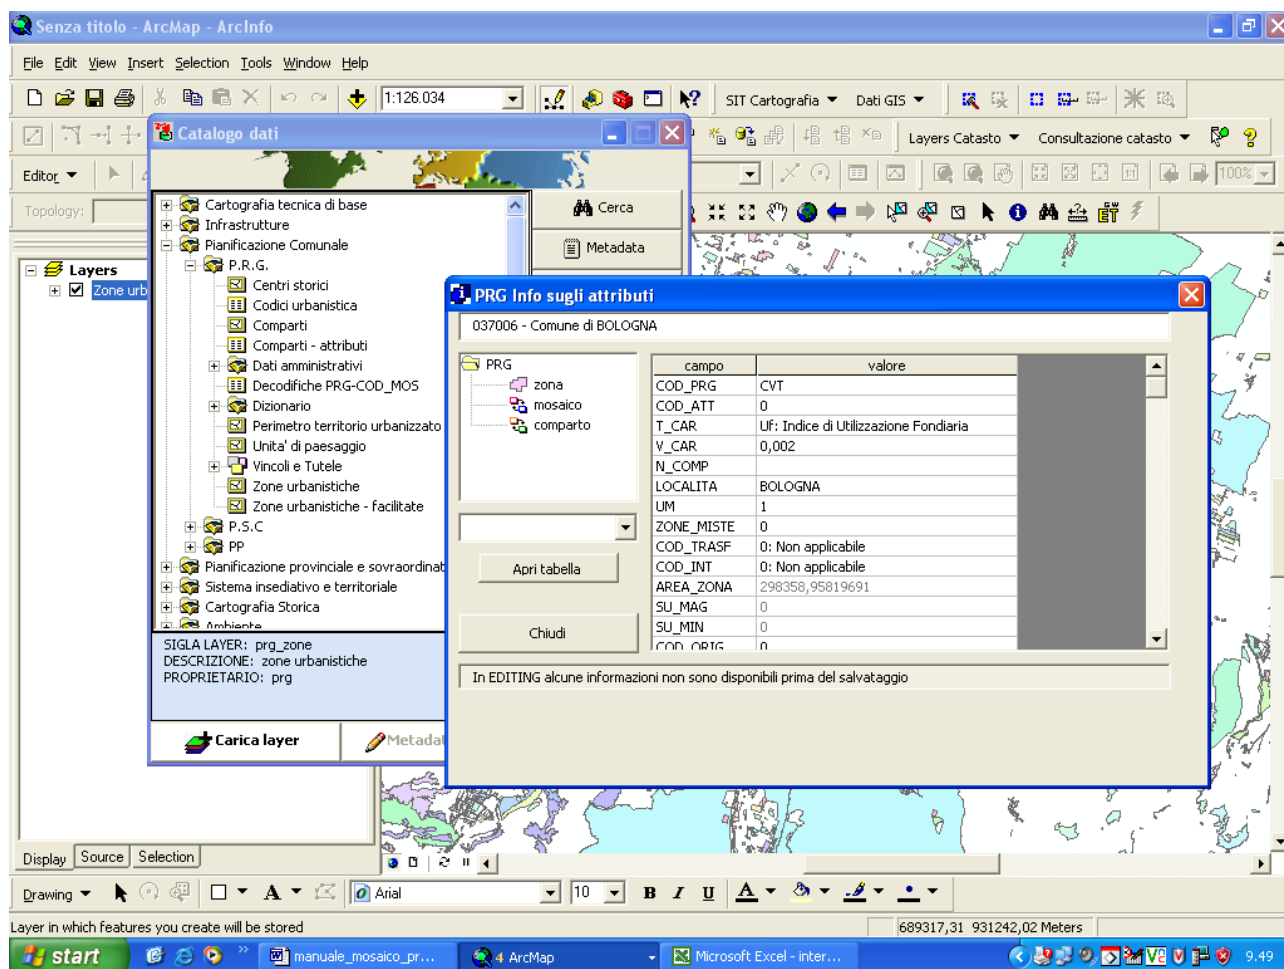 Senza titolo - ArcMap - ArcInfo
File Edit View Insert Selection Tools Window Help
1:126.034
SIT Cartografia
Dati GIS
Layers Catasto
Consultazione catasto
Editor
100%
Topology:
Layers
Zone urb
Catalogo dati
Cartografia tecnica di base
Infrastrutture
Pianificazione Comunale
P.R.G.
Centri storici
Codici urbanistica
Comparti
Comparti - attributi
Dati amministrativi
Decodifiche PRG-COD_MOS
Dizionario
Perimetro territorio urbanizzato
Unita' di paesaggio
Vincoli e Tutele
Zone urbanistiche
Zone urbanistiche - facilitate
P.S.C
PP
Pianificazione provinciale e sovraordinat
Sistema insediativo e territoriale
Cartografia Storica
Ambiente
Cerca
Metadata
SIGLA LAYER: prg_zone
DESCRIZIONE: zone urbanistiche
PROPRIETARIO: prg
Carica layer
Metadat
PRG Info sugli attributi
037006 - Comune di BOLOGNA
PRG
zona
mosaico
comparto
Apri tabella
Chiudi
campo valore
COD_PRG CVT
COD_ATT 0
T_CAR Uf: Indice di Utilizzazione Fondiaria
V_CAR 0,002
N_COMP
LOCALITA BOLOGNA
UM 1
ZONE_MISTE 0
COD_TRASF 0: Non applicabile
COD_INT 0: Non applicabile
AREA_ZONA 298358,95819691
SU_MAG 0
SU_MIN 0
COD_ORIG 0
In EDITING alcune informazioni non sono disponibili prima del salvataggio
Display Source Selection
Drawing
A
Arial
10
B I U A
Layer in which features you create will be stored
689317,31 931242,02 Meters
start
manuale_mosaico_pr...
4 ArcMap
Microsoft Excel - inter...
9.49